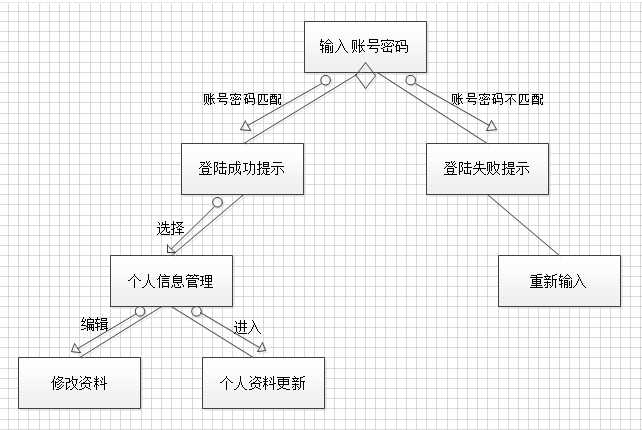 输入 账号密码
账号密码匹配
账号密码不匹配
登陆成功提示
登陆失败提示
选择
个人信息管理
重新输入
编辑
进入
修改资料
个人资料更新